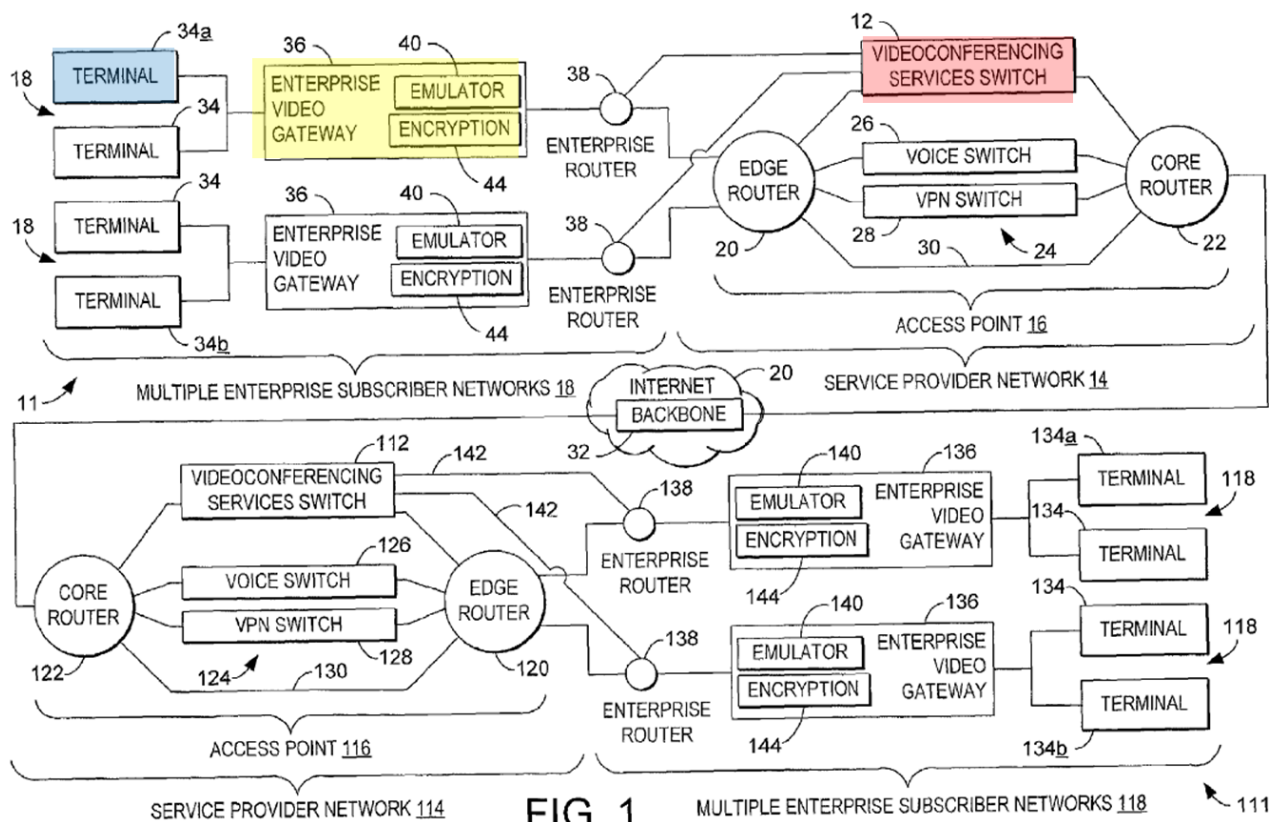 34a
TERMINAL
18
34
TERMINAL
36
ENTERPRISE
VIDEO
GATEWAY
40
EMULATOR
ENCRYPTION
44
38
ENTERPRISE
ROUTER
12
VIDEOCONFERENCING
SERVICES SWITCH
26
VOICE SWITCH
VPN SWITCH
28
24
30
EDGE
ROUTER
20
CORE
ROUTER
22
34
TERMINAL
18
TERMINAL
34b
36
ENTERPRISE
VIDEO
GATEWAY
40
EMULATOR
ENCRYPTION
44
38
ENTERPRISE
ROUTER
ACCESS POINT 16
MULTIPLE ENTERPRISE SUBSCRIBER NETWORKS 18
SERVICE PROVIDER NETWORK 14
11
INTERNET
20
BACKBONE
32
112
VIDEOCONFERENCING
SERVICES SWITCH
142
142
126
VOICE SWITCH
VPN SWITCH
128
124
130
CORE
ROUTER
122
EDGE
ROUTER
120
138
ENTERPRISE
ROUTER
140
136
EMULATOR
ENCRYPTION
144
ENTERPRISE
VIDEO
GATEWAY
134a
TERMINAL
118
134
TERMINAL
138
ENTERPRISE
ROUTER
140
136
EMULATOR
ENCRYPTION
144
ENTERPRISE
VIDEO
GATEWAY
134
TERMINAL
118
TERMINAL
134b
ACCESS POINT 116
SERVICE PROVIDER NETWORK 114
FIG. 1
MULTIPLE ENTERPRISE SUBSCRIBER NETWORKS 118
111